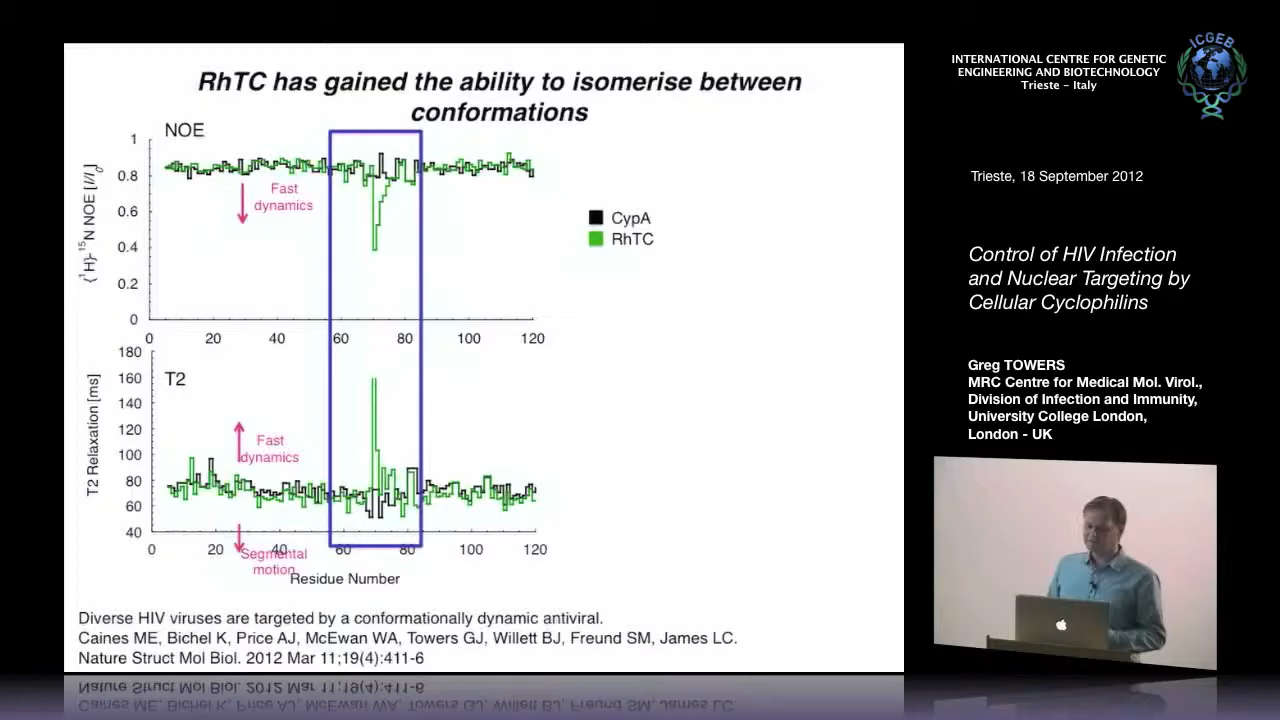 RhTC has gained the ability to isomerise between
conformations
NOE
{¹H}- ¹⁵N NOE [I/I₀]
1
0.8
0.6
0.4
0.2
0
Fast
dynamics
0 20 40 60 80 100 120
CypA
RhTC
T2
T2 Relaxation [ms]
180
160
140
120
100
80
60
40
Fast
dynamics
0 20 40 60 80 100 120
Segmental
motion
Residue Number
Diverse HIV viruses are targeted by a conformationally dynamic antiviral.
Caines ME, Bichel K, Price AJ, McEwan WA, Towers GJ, Willett BJ, Freund SM, James LC.
Nature Struct Mol Biol. 2012 Mar 11;19(4):411-6
INTERNATIONAL CENTRE FOR GENETIC
ENGINEERING AND BIOTECHNOLOGY
Trieste – Italy
ICGEB
Trieste, 18 September 2012
Control of HIV Infection
and Nuclear Targeting by
Cellular Cyclophilins
Greg TOWERS
MRC Centre for Medical Mol. Virol.,
Division of Infection and Immunity,
University College London,
London - UK